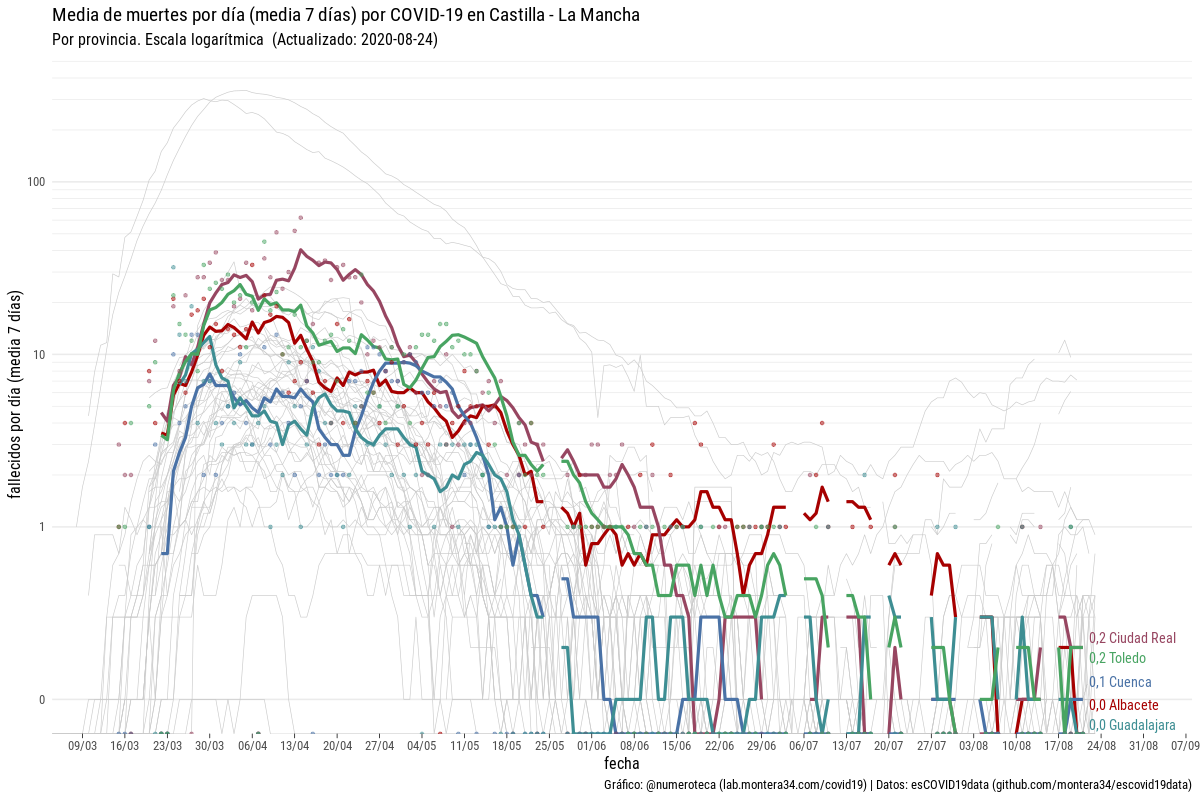 Media de muertes por día (media 7 días) por COVID-19 en Castilla - La Mancha
Por provincia. Escala logarítmica (Actualizado: 2020-08-24)
fallecidos por día (media 7 días)
100
10
1
0
0,2 Ciudad Real
0,2 Toledo
0,1 Cuenca
0,0 Albacete
0,0 Guadalajara
09/03 16/03 23/03 30/03 06/04 13/04 20/04 27/04 04/05 11/05 18/05 25/05 01/06 08/06 15/06 22/06 29/06 06/07 13/07 20/07 27/07 03/08 10/08 17/08 24/08 31/08 07/09
fecha
Gráfico: @numeroteca (lab.montera34.com/covid19) | Datos: esCOVID19data (github.com/montera34/escovid19data)